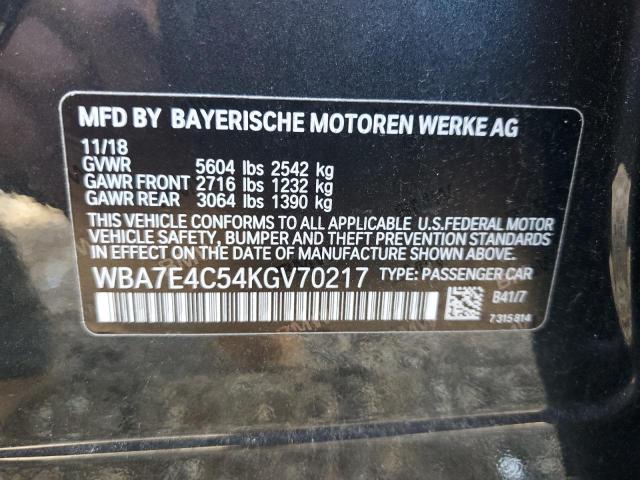 MFD BY BAYERISCHE MOTOREN WERKE AG
11/18
GVWR 5604 lbs 2542 kg
GAWR FRONT 2716 lbs 1232 kg
GAWR REAR 3064 lbs 1390 kg
THIS VEHICLE CONFORMS TO ALL APPLICABLE U.S.FEDERAL MOTOR
VEHICLE SAFETY, BUMPER AND THEFT PREVENTION STANDARDS
IN EFFECT ON THE DATE OF MANUFACTURE SHOWN ABOVE.
WBA7E4C54KGV70217 TYPE: PASSENGER CAR
B41/7
7315814